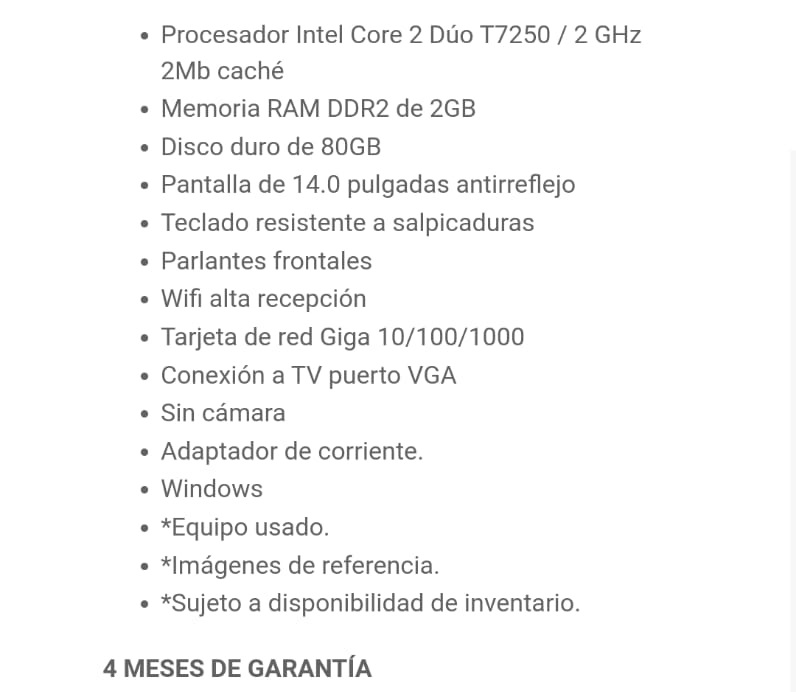 • Procesador Intel Core 2 Dúo T7250 / 2 GHz
2Mb caché
• Memoria RAM DDR2 de 2GB
• Disco duro de 80GB
• Pantalla de 14.0 pulgadas antirreflejo
• Teclado resistente a salpicaduras
• Parlantes frontales
• Wifi alta recepción
• Tarjeta de red Giga 10/100/1000
• Conexión a TV puerto VGA
• Sin cámara
• Adaptador de corriente.
• Windows
• *Equipo usado.
• *Imágenes de referencia.
• *Sujeto a disponibilidad de inventario.
4 MESES DE GARANTÍA